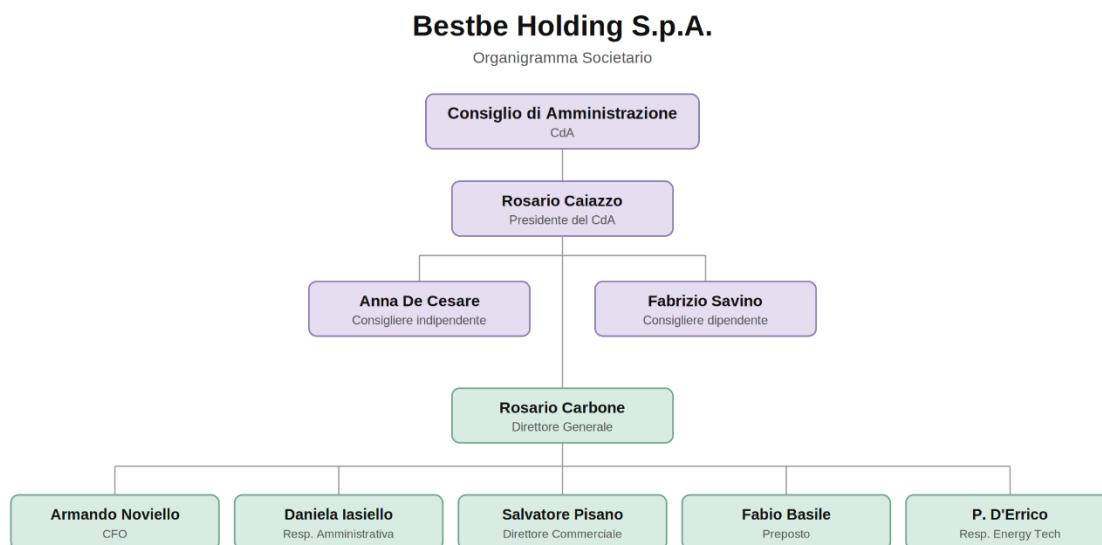 Bestbe Holding S.p.A.
Organigramma Societario
Consiglio di Amministrazione
CdA
Rosario Caiazzo
Presidente del CdA
Anna De Cesare
Consigliere indipendente
Fabrizio Savino
Consigliere dipendente
Rosario Carbone
Direttore Generale
Armando Noviello
CFO
Daniela Iasiello
Resp. Amministrativa
Salvatore Pisano
Direttore Commerciale
Fabio Basile
Preposto
P. D'Errico
Resp. Energy Tech